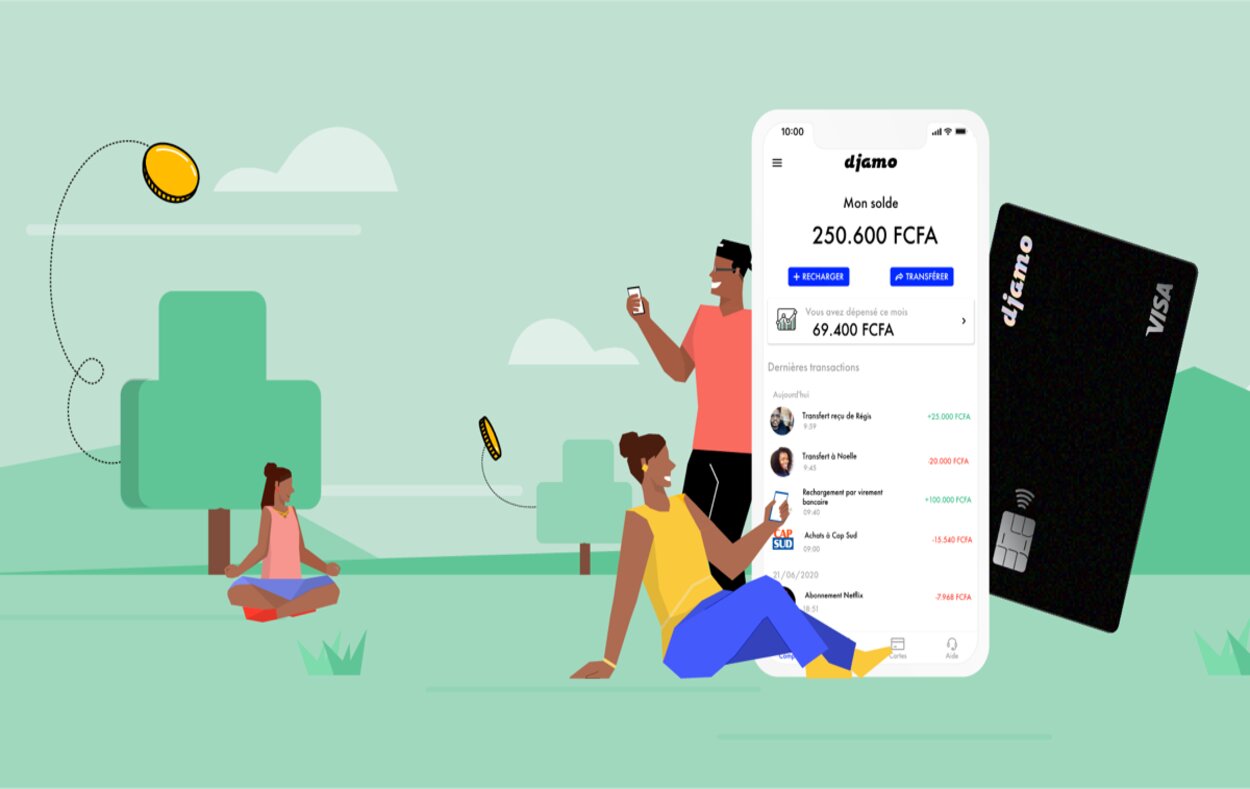 10:00
djamo
Mon solde
250.600 FCFA
+ RECHARGER
TRANSFÉRER
Vous avez dépensé ce mois
69.400 FCFA
Dernières transactions
Aujourd'hui
Transfert reçu de Régis
+25.000 FCFA
9:59
Transfert à Noelle
-20.000 FCFA
9:45
Rechargement par virement
bancaire
+100.000 FCFA
09:40
CAP
SUD
Achats à Cap Sud
-15.540 FCFA
09:00
21/06/2020
Abonnement Netflix
-7.968 FCFA
18:51
Cartes
Aide
djamo
VISA